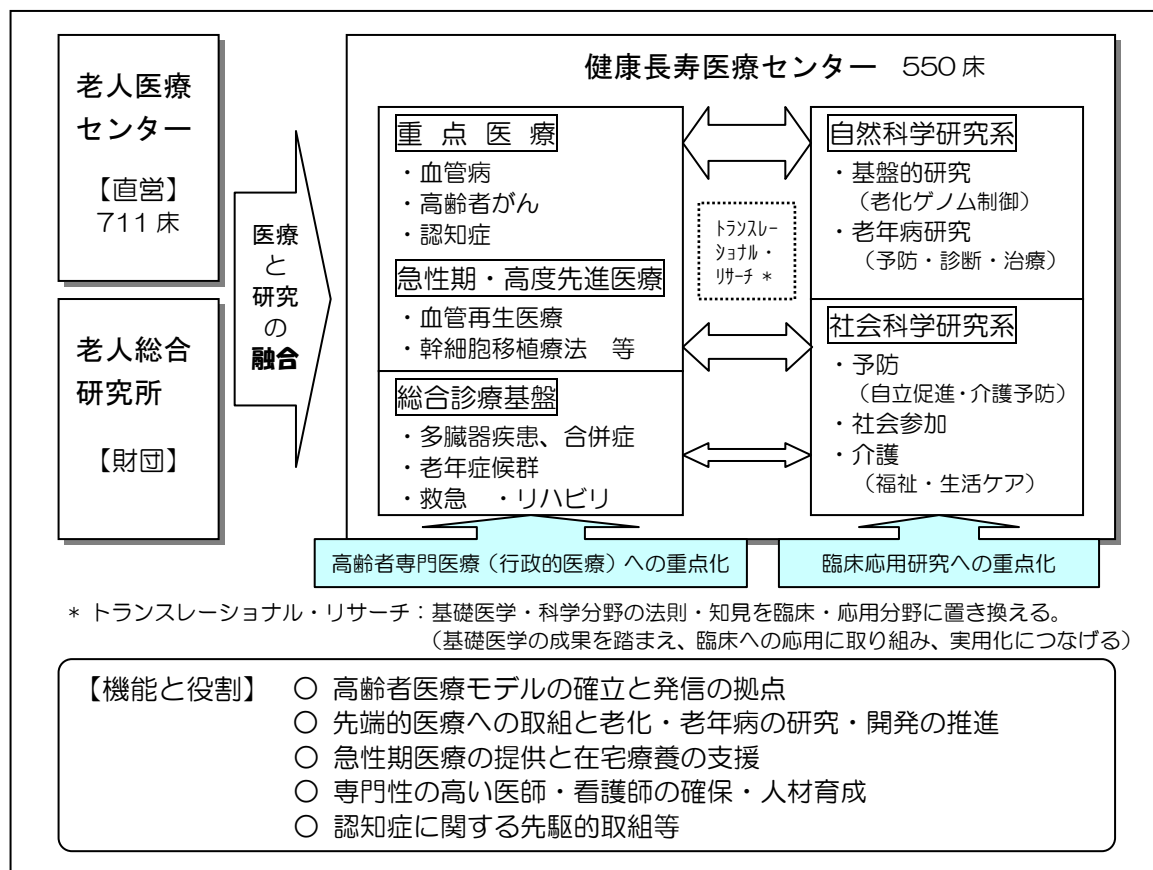 老人医療
センター
【直営】
711床
老人総合
研究所
【財団】
医療
と
研究
の
融合
健康長寿医療センター 550床
重点医療
・血管病
・高齢者がん
・認知症
急性期・高度先進医療
・血管再生医療
・幹細胞移植療法 等
総合診療基盤
・多臓器疾患、合併症
・老年症候群
・救急 ・リハビリ
トランスレー
ショナル・
リサーチ *
自然科学研究系
・基盤的研究
(老化ゲノム制御)
・老年病研究
(予防・診断・治療)
社会科学研究系
・予防
(自立促進・介護予防)
・社会参加
・介護
(福祉・生活ケア)
高齢者専門医療(行政的医療)への重点化
臨床応用研究への重点化
* トランスレーショナル・リサーチ:基礎医学・科学分野の法則・知見を臨床・応用分野に置き換える。
(基礎医学の成果を踏まえ、臨床への応用に取り組み、実用化につなげる)
【機能と役割】 ○ 高齢者医療モデルの確立と発信の拠点
○ 先端的医療への取組と老化・老年病の研究・開発の推進
○ 急性期医療の提供と在宅療養の支援
○ 専門性の高い医師・看護師の確保・人材育成
○ 認知症に関する先駆的取組等